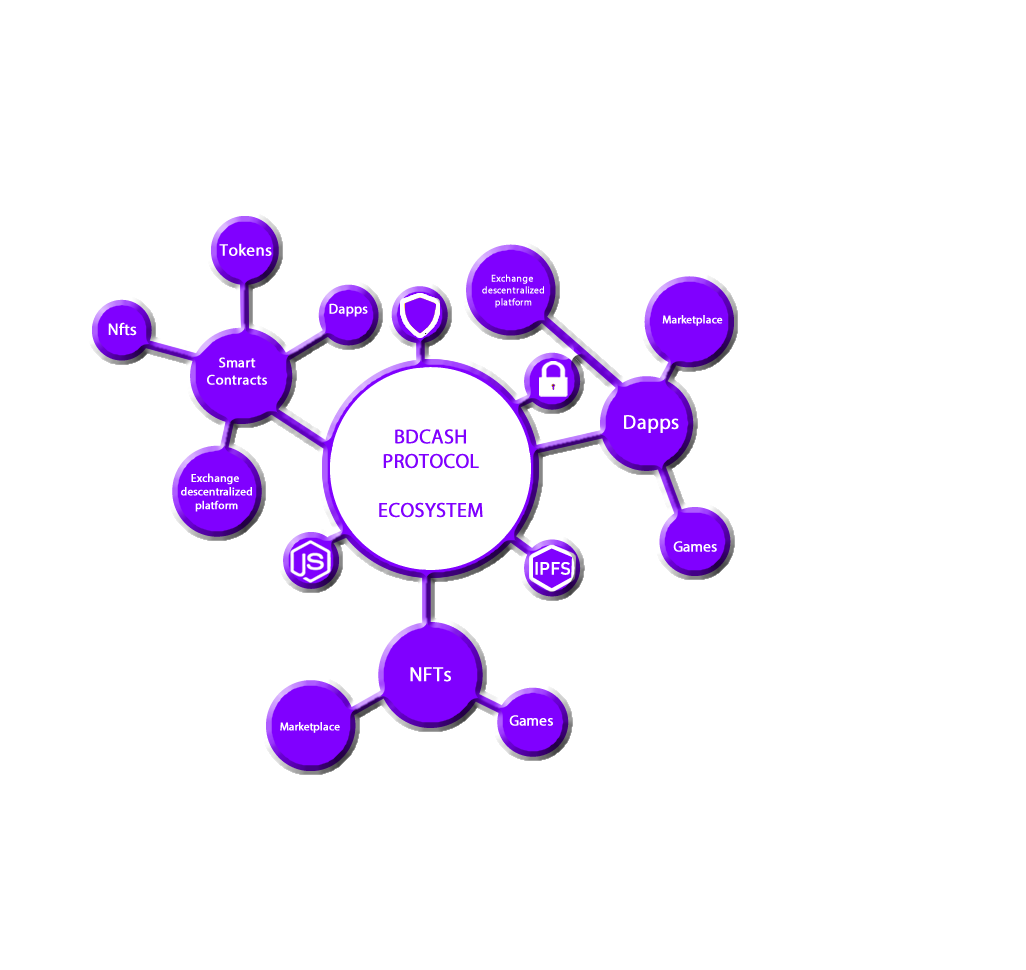 Tokens
Nfts
Dapps
Smart
Contracts
Exchange
descentralized
platform
Exchange
descentralized
platform
Marketplace
Dapps
Games
BDCASH
PROTOCOL
ECOSYSTEM
JS
IPFS
NFTs
Marketplace
Games